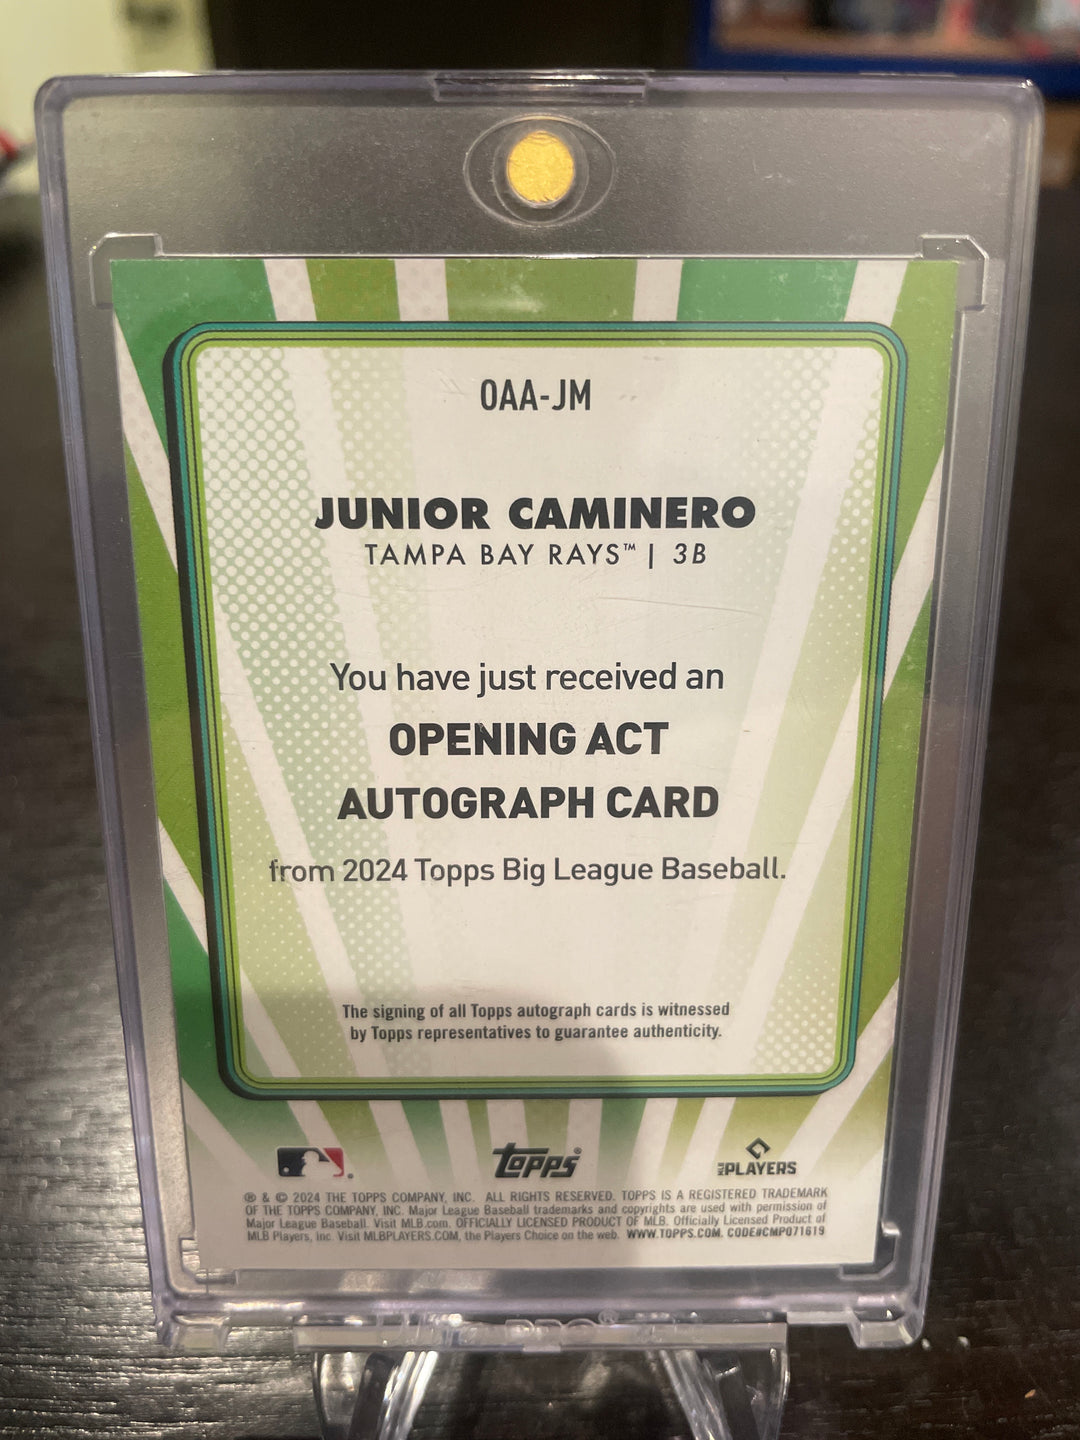 OAA-JM
JUNIOR CAMINERO
TAMPA BAY RAYS™ | 3B
You have just received an
OPENING ACT
AUTOGRAPH CARD
from 2024 Topps Big League Baseball.
The signing of all Topps autograph cards is witnessed
by Topps representatives to guarantee authenticity.
topps®
MLB PLAYERS
® & © 2024 THE TOPPS COMPANY, INC. ALL RIGHTS RESERVED. TOPPS IS A REGISTERED TRADEMARK
OF THE TOPPS COMPANY, INC. Major League Baseball trademarks and copyrights are used with permission of
Major League Baseball. Visit MLB.com. OFFICIALLY LICENSED PRODUCT OF MLB. Officially Licensed Product of
MLB Players, Inc. Visit MLBPLAYERS.COM, the Players Choice on the web. WWW.TOPPS.COM. CODE#CMP071619